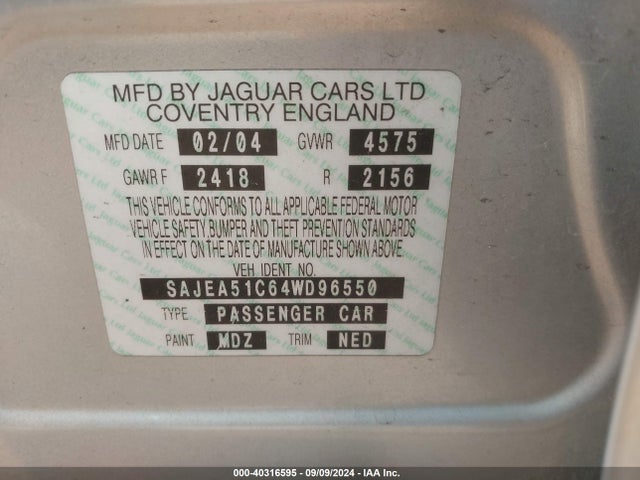 MFD BY JAGUAR CARS LTD
COVENTRY ENGLAND
MFD DATE 02/04 GVWR 4575
GAWR F 2418 R 2156
THIS VEHICLE CONFORMS TO ALL APPLICABLE FEDERAL MOTOR
VEHICLE SAFETY, BUMPER AND THEFT PREVENTION STANDARDS
IN EFFECT ON THE DATE OF MANUFACTURE SHOWN ABOVE.
VEH IDENT NO.
SAJEA51C64WD96550
TYPE PASSENGER CAR
PAINT MDZ TRIM NED
000-40316595 - 09/09/2024 - IAA Inc.